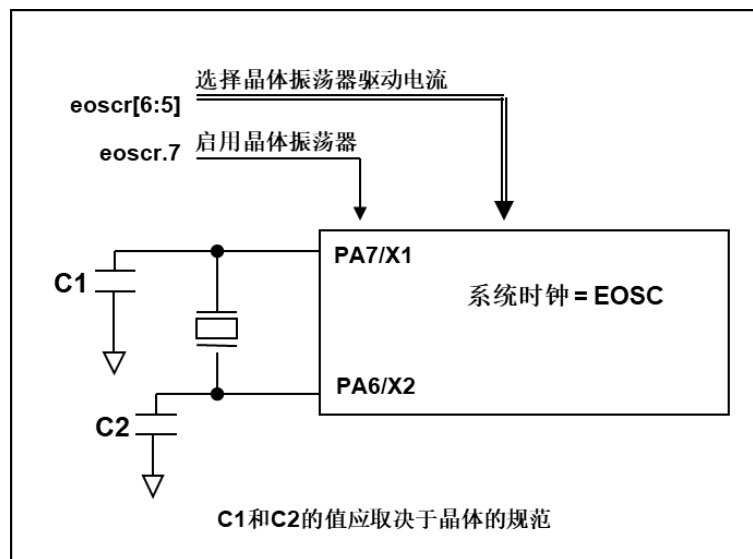 选择晶体振荡器驱动电流
eoscr[6:5]
启用晶体振荡器
eoscr.7
PA7/X1
C1
系统时钟 = EOSC
PA6/X2
C2
C1和C2的值应取决于晶体的规范